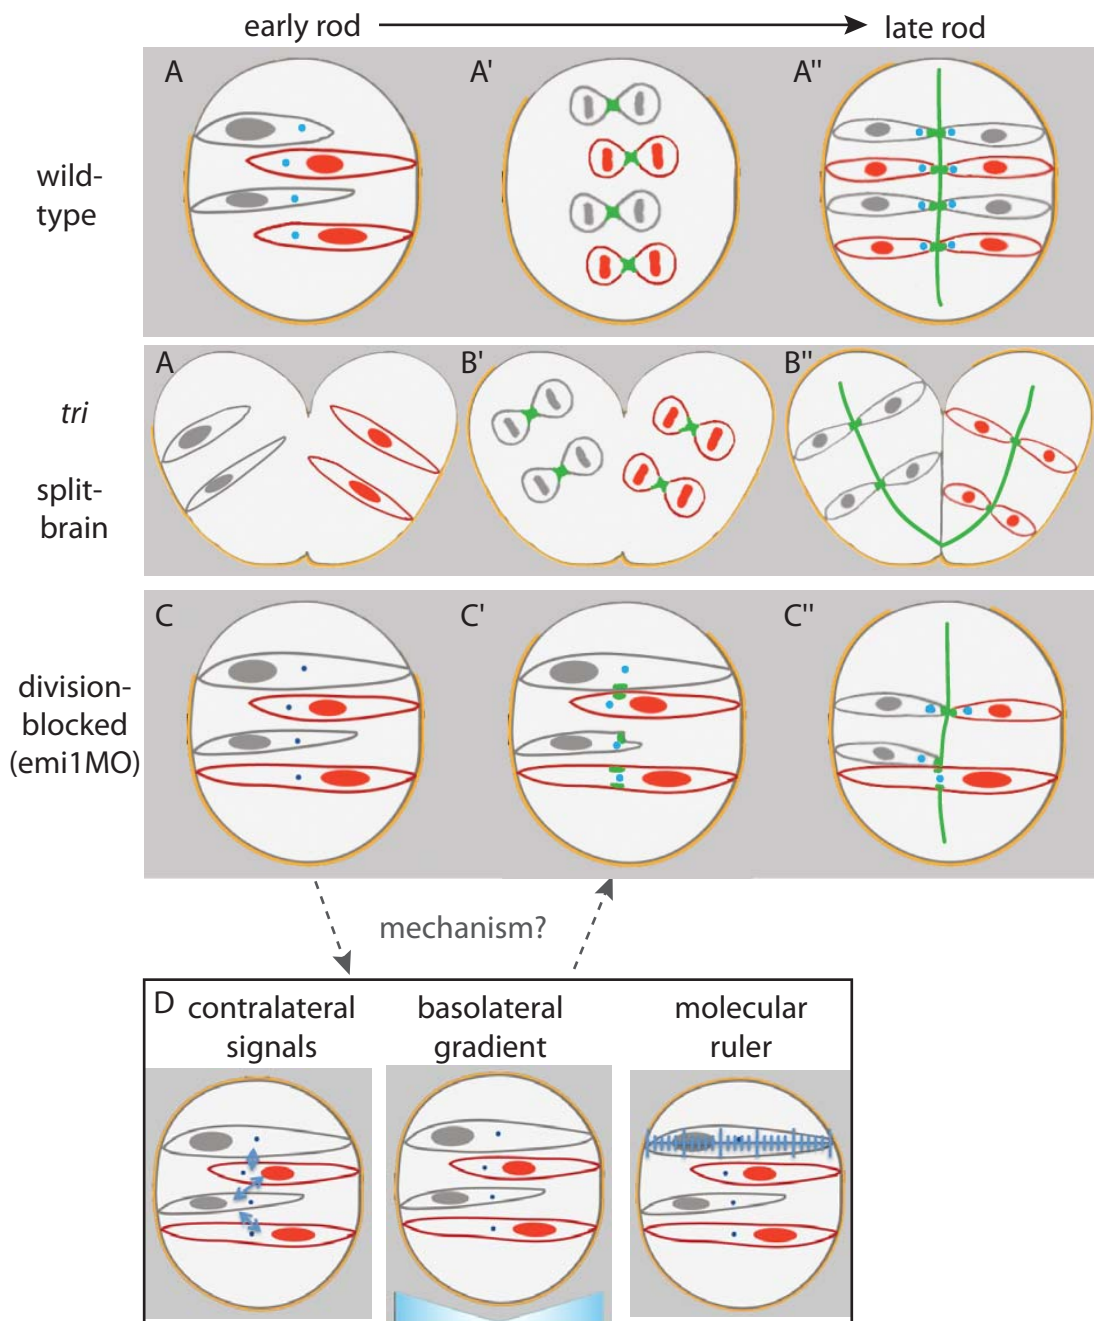 early rod
late rod
wild-
type
A
A'
A"
tri
split-
brain
A
B'
B"
division-
blocked
(emi1MO)
C
C'
C"
mechanism?
D
contralateral
signals
basolateral
gradient
molecular
ruler